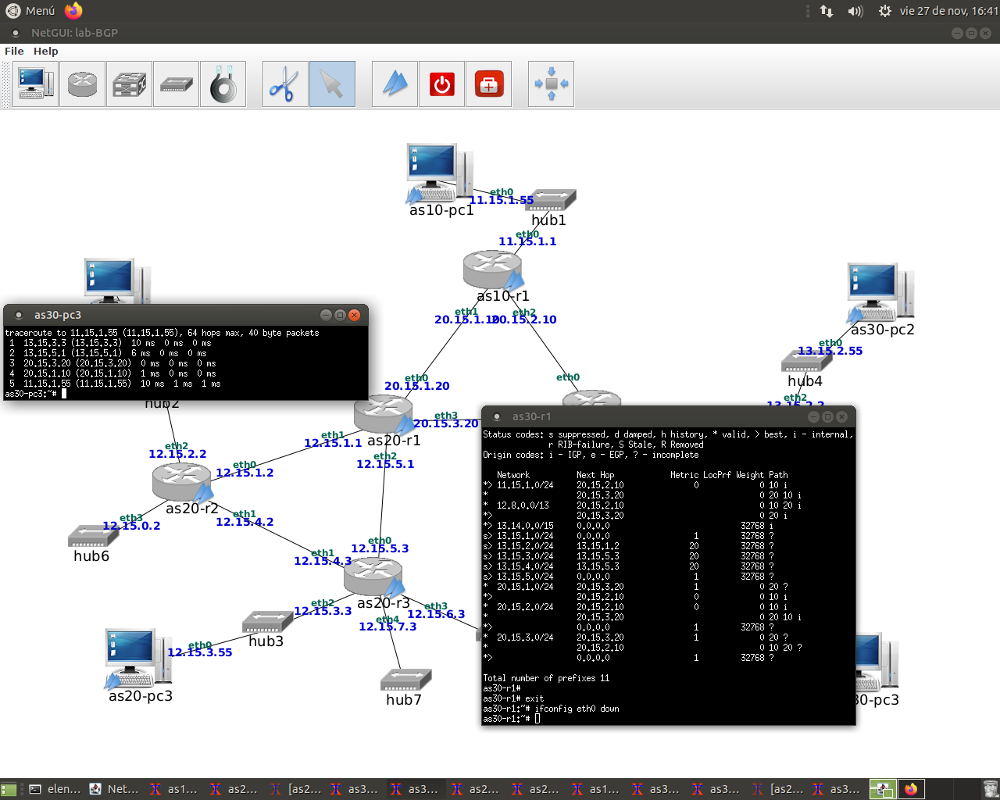 Menú
vie 27 de nov, 16:41
NetGUI: lab-BGP
File Help
eth0
11.15.1.55
as10-pc1
hub1
eth0
11.15.1.1
as10-r1
eth1
20.15.1.10
eth2
20.15.2.10
as30-pc2
eth0
13.15.2.55
hub4
eth2
13.15.2.2
eth0
eth0
20.15.1.20
as20-r1
eth3
20.15.3.20
eth1
12.15.1.1
eth2
12.15.5.1
hub2
eth2
12.15.2.2
eth0
12.15.1.2
as20-r2
eth1
12.15.4.2
eth3
12.15.0.2
hub6
eth0
12.15.5.3
eth1
12.15.4.3
as20-r3
eth2
12.15.3.3
eth3
12.15.6.3
eth4
12.15.7.3
hub3
eth0
12.15.3.55
as20-pc3
hub7
30-pc3
as30-pc3
traceroute to 11.15.1.55 (11.15.1.55), 64 hops max, 40 byte packets
1 13.15.3.3 (13.15.3.3) 10 ms 0 ms 0 ms
2 13.15.5.1 (13.15.5.1) 6 ms 0 ms 0 ms
3 20.15.3.20 (20.15.3.20) 0 ms 0 ms 0 ms
4 20.15.1.10 (20.15.1.10) 1 ms 0 ms 0 ms
5 11.15.1.55 (11.15.1.55) 10 ms 1 ms 1 ms
as30-pc3:~#
as30-r1
Status codes: s suppressed, d damped, h history, * valid, > best, i - internal,
r RIB-failure, S Stale, R Removed
Origin codes: i - IGP, e - EGP, ? - incomplete
Network Next Hop Metric LocPrf Weight Path
*> 11.15.1.0/24 20.15.2.10 0 0 10 i
* 20.15.3.20 0 20 10 i
* 12.8.0.0/13 20.15.2.10 0 10 20 i
*> 20.15.3.20 0 20 i
*> 13.14.0.0/15 0.0.0.0 32768 i
s> 13.15.1.0/24 0.0.0.0 1 32768 ?
s> 13.15.2.0/24 13.15.1.2 20 32768 ?
s> 13.15.3.0/24 13.15.5.3 20 32768 ?
s> 13.15.4.0/24 13.15.5.3 20 32768 ?
s> 13.15.5.0/24 0.0.0.0 1 32768 ?
* 20.15.1.0/24 20.15.3.20 1 0 20 ?
*> 20.15.2.10 0 0 10 i
* 20.15.2.0/24 20.15.2.10 0 0 10 i
* 20.15.3.20 0 20 10 i
*> 0.0.0.0 1 32768 ?
* 20.15.3.0/24 20.15.3.20 1 0 20 ?
* 20.15.2.10 0 10 20 ?
*> 0.0.0.0 1 32768 ?
Total number of prefixes 11
as30-r1#
as30-r1# exit
as30-r1:~# ifconfig eth0 down
as30-r1:~#
elen...
Net...
as1...
as2...
[as2...
as3...
as3...
as2...
as2...
as1...
as3...
as3...
[as2...
as3...